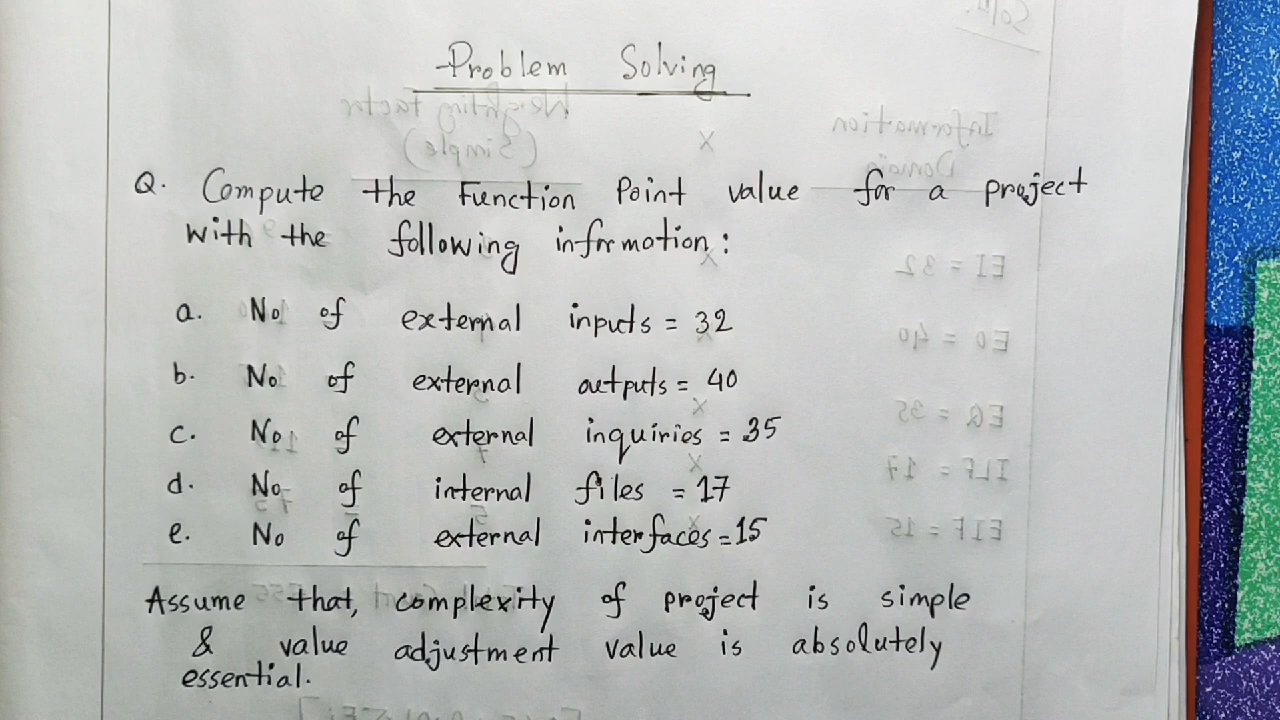 Problem Solving
Q. Compute the Function Point value for a project
with the following infrmation:
a. No of external inputs = 32
b. No of external outputs = 40
c. No of external inquiries = 35
d. No of internal files = 17
e. No of external interfaces = 15
Assume that, complexity of project is simple
& value adjustment value is absolutely
essential.